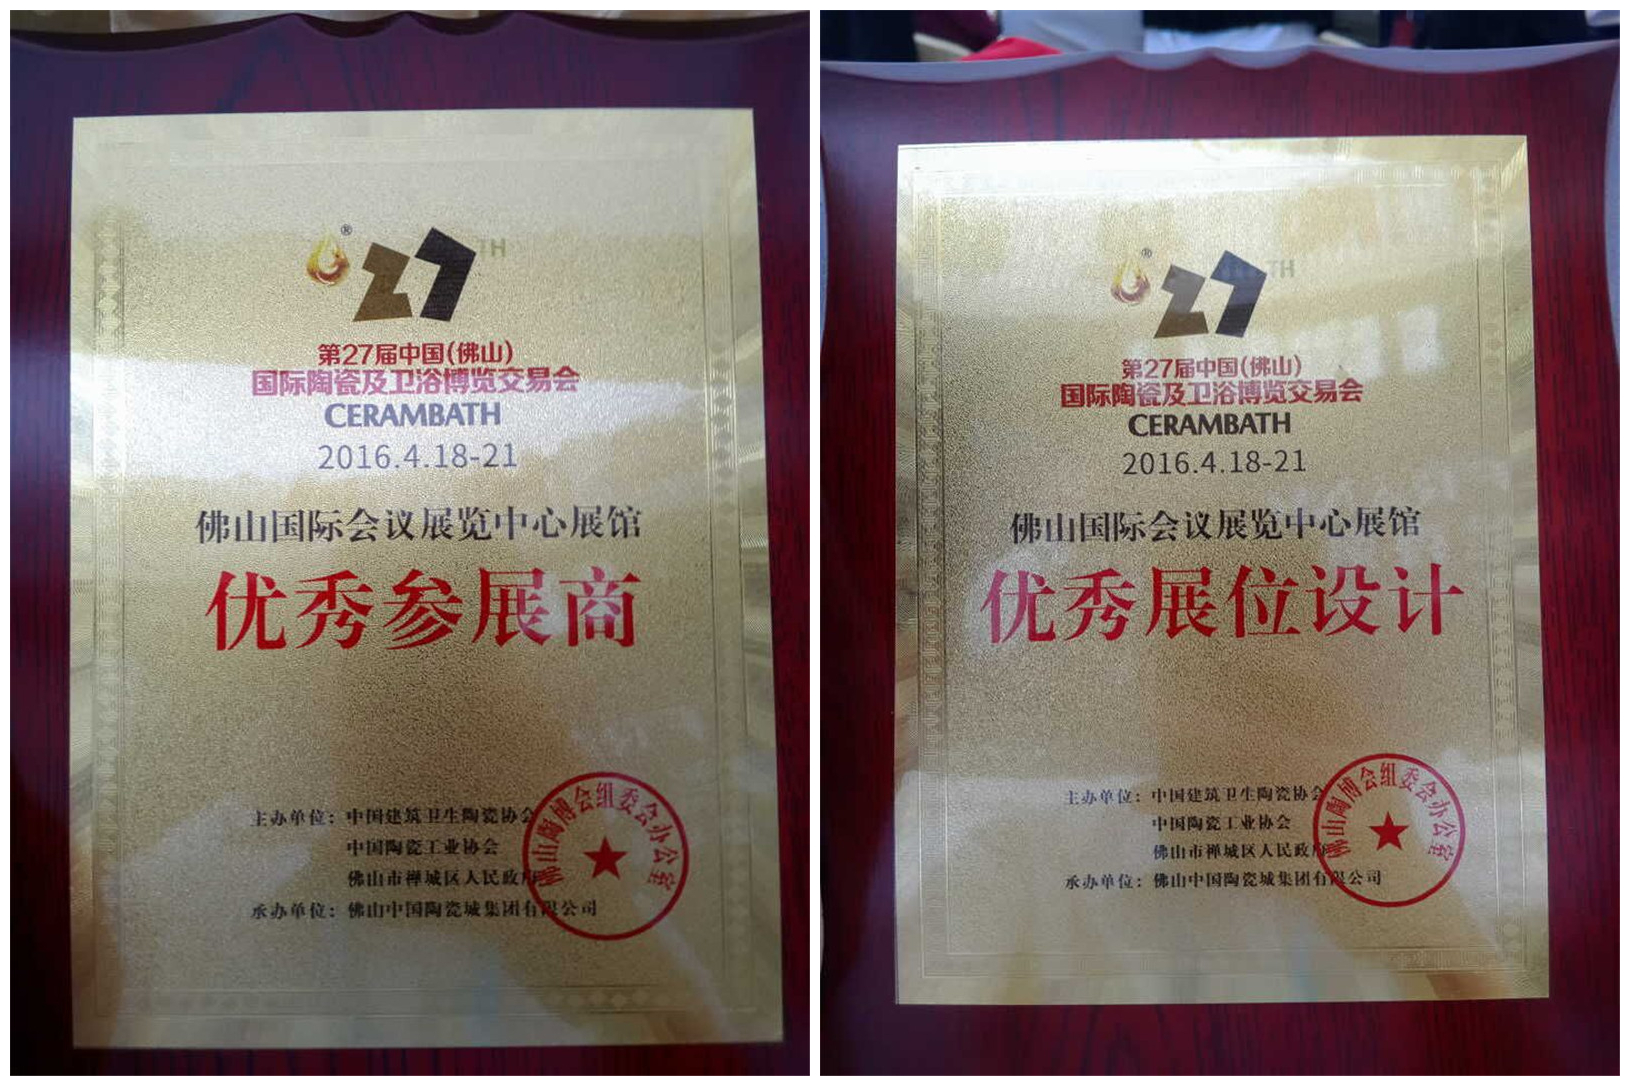 ®
27TH
第27届中国(佛山)
国际陶瓷及卫浴博览交易会
CERAMBATH
2016.4.18-21
佛山国际会议展览中心展馆
优秀参展商
主办单位：中国建筑卫生陶瓷协会
中国陶瓷工业协会
佛山市禅城区人民政府
承办单位：佛山中国陶瓷城集团有限公司
佛山陶博会组委会办公室
®
27TH
第27届中国(佛山)
国际陶瓷及卫浴博览交易会
CERAMBATH
2016.4.18-21
佛山国际会议展览中心展馆
优秀展位设计
主办单位：中国建筑卫生陶瓷协会
中国陶瓷工业协会
佛山市禅城区人民政府
承办单位：佛山中国陶瓷城集团有限公司
佛山陶博会组委会办公室